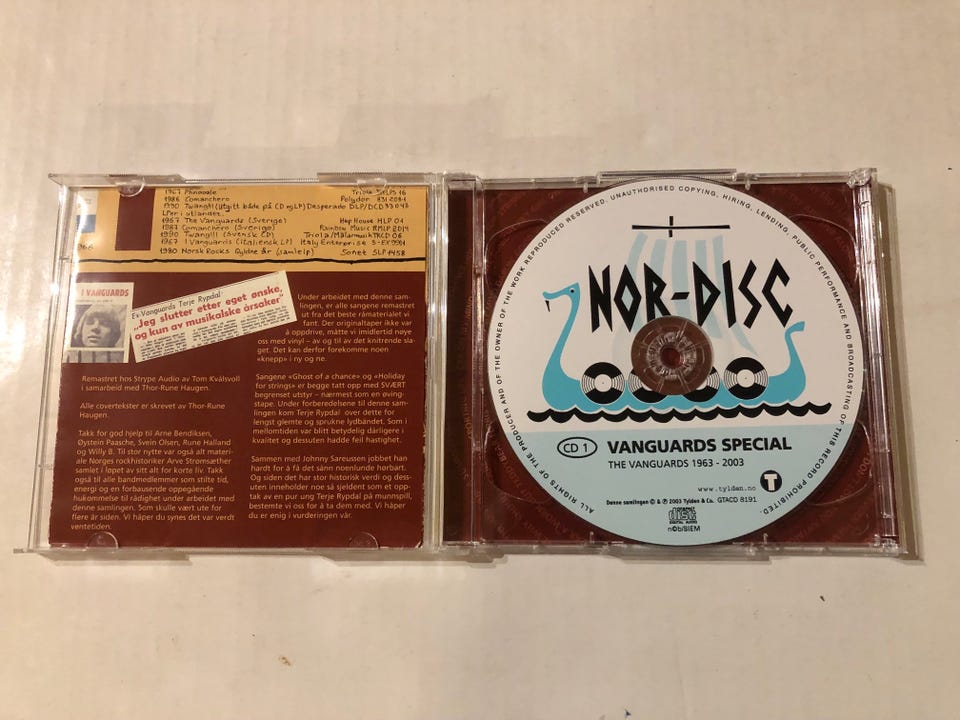 1967 Phnooole
1986 Comanchero Polydor 831 208-1
1990 Twang!! (Utgitt både på CD og LP) Desperado DLP/DCD
LPer i utlandet.
1967 The Vanguards (Sverige) Hep House HLP 01
1987 Comanchero (Sverige) Rainbow Music RMLP 2014
1990 Twang!!! (Svensk CD) Triola/Mälarmusik
1967 I Vanguards (italiensk LP) Italy Enterprise
1980 Norsk Rocks Gyldne År (samlelp) Sonet SLP 1458
I VANGUARDS
Ex-Vanguards Terje Rypdal:
„Jeg slutter etter eget ønske,
og kun av musikalske årsaker”
Remastret hos Strype Audio av Tom Kvålsvoll
i samarbeid med Thor-Rune Haugen.
Alle covertekster er skrevet av Thor-Rune
Haugen.
Takk for god hjelp til Arne Bendiksen,
Øystein Paasche, Svein Olsen, Rune Halland
og Willy B. Til stor nytte var også alt materi-
ale Norges rockhistoriker Arve Strømsæther
samlet i løpet av sitt alt for korte liv. Takk
også til alle bandmedlemmer som stilte tid,
energi og en forbausende oppegående
hukommelse til rådighet under arbeidet med
denne samlingen. Som skulle vært ute for
flere år siden. Vi håper du synes det var verdt
ventetiden.
Under arbeidet med denne sam-
lingen, er alle sangene remastret
ut fra det beste råmaterialet vi
fant. Der originaltaper ikke var
å oppdrive, måtte vi imidlertid nøye
oss med vinyl – av og til av det knitrende sla-
get. Det kan derfor forekomme noen
«knepp» i ny og ne.
Sangene «Ghost of a chance» og «Holiday
for strings» er begge tatt opp med SVÆRT
begrenset utstyr – nærmest som en øving-
stape. Under forberedelsene til denne sam-
lingen kom Terje Rypdal over dette for
lengst glemte og sprukne lydbåndet. Som i
mellomtiden var blitt betydelig dårligere i
kvalitet og dessuten hadde feil hastighet.
Sammen med Johnny Sareussen jobbet han
hardt for å få det sånn noenlunde hørbart.
Og siden det har stor historisk verdi og dess-
uten inneholder noe så sjeldent som et opp-
tak av en pur ung Terje Rypdal på munnspill,
bestemte vi oss for å ta dem med. Vi håper
du er enig i vurderingen vår.
ALL RIGHTS OF THE PRODUCER AND OF THE OWNER OF THE WORK REPRODUCED RESERVED. UNAUTHORISED COPYING, HIRING, LENDING, PUBLIC PERFORMANCE AND BROADCASTING OF THIS RECORD PROHIBITED.
NOR-DISC
CD 1 VANGUARDS SPECIAL
THE VANGUARDS 1963 - 2003
www.tylden.no
T
Denne samlingen © & ℗ 2003 Tylden & Co. GTACD 8191
COMPACT
disc
DIGITAL AUDIO
n©b/BIEM